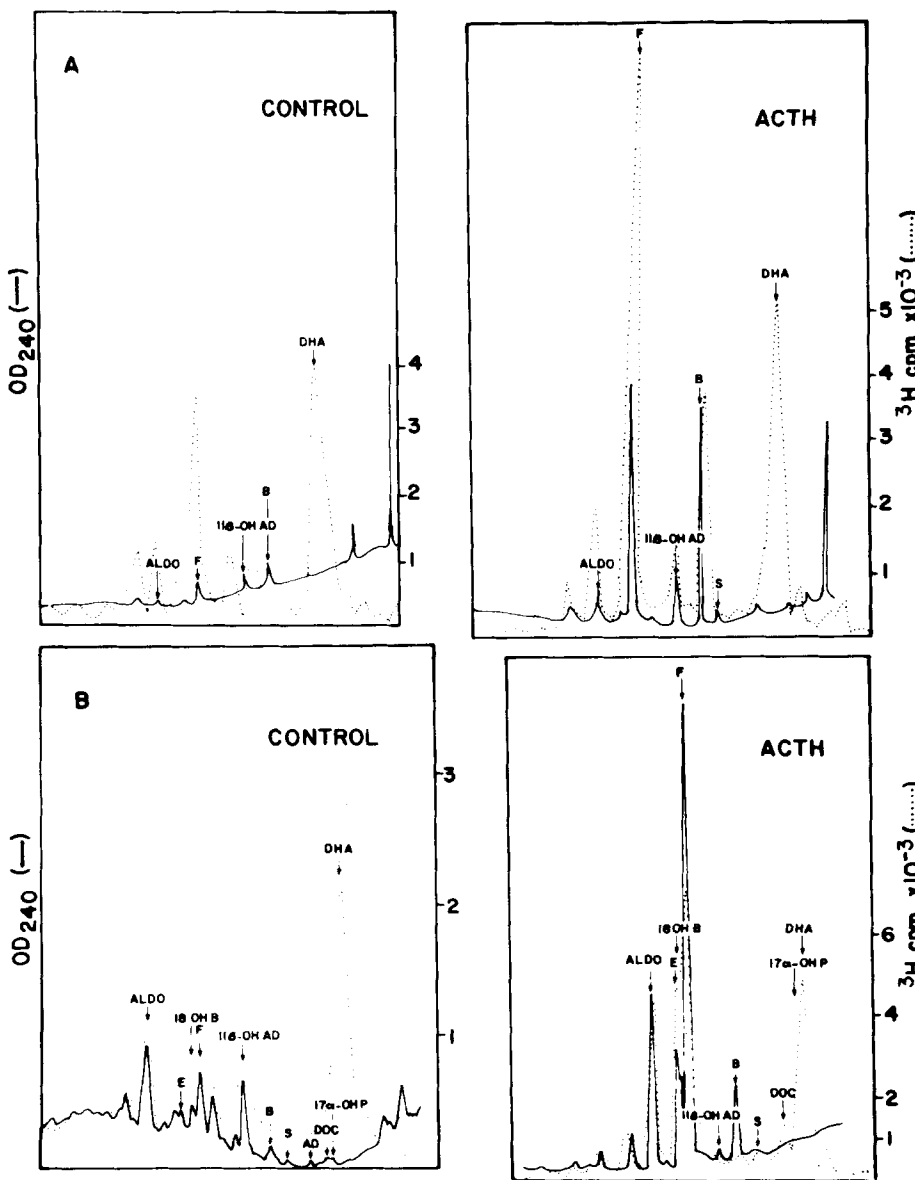 A
CONTROL
OD240 (—)
DHA
ALDO
F
11β-OH AD
B
4
3
2
1
ACTH
F
DHA
B
11β-OH AD
ALDO
S
5
4
3
2
1
3H cpm x10-3 (.......)
B
CONTROL
OD240 (—)
DHA
ALDO
18 OH B
F
11β-OH AD
E
17α-OH P
B
S
DOC
AD
3
2
1
ACTH
F
18OH B
DHA
ALDO
E
17α-OH P
B
DOC
11β-OH AD
S
6
4
2
1
3H cpm x10-3 (.......)